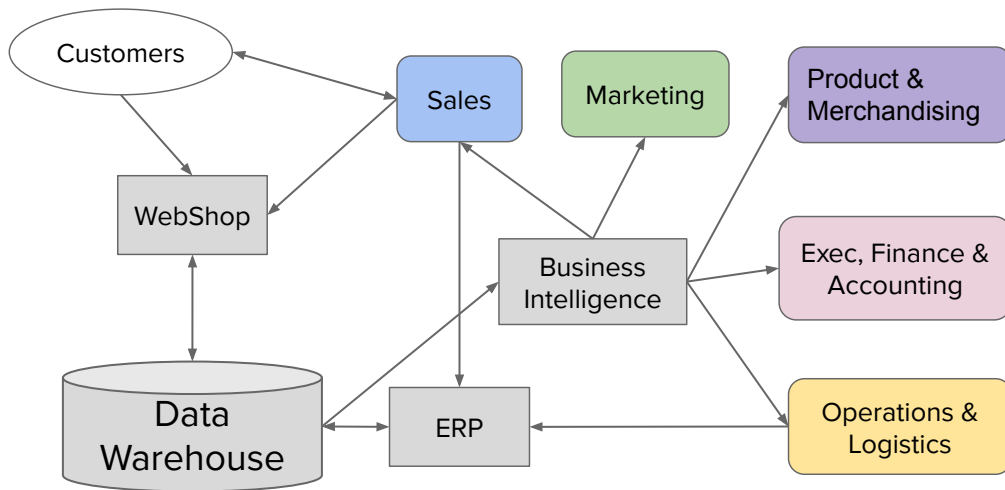 Customers
Sales
Marketing
Product &
Merchandising
WebShop
Business
Intelligence
Exec, Finance &
Accounting
Data
Warehouse
ERP
Operations &
Logistics